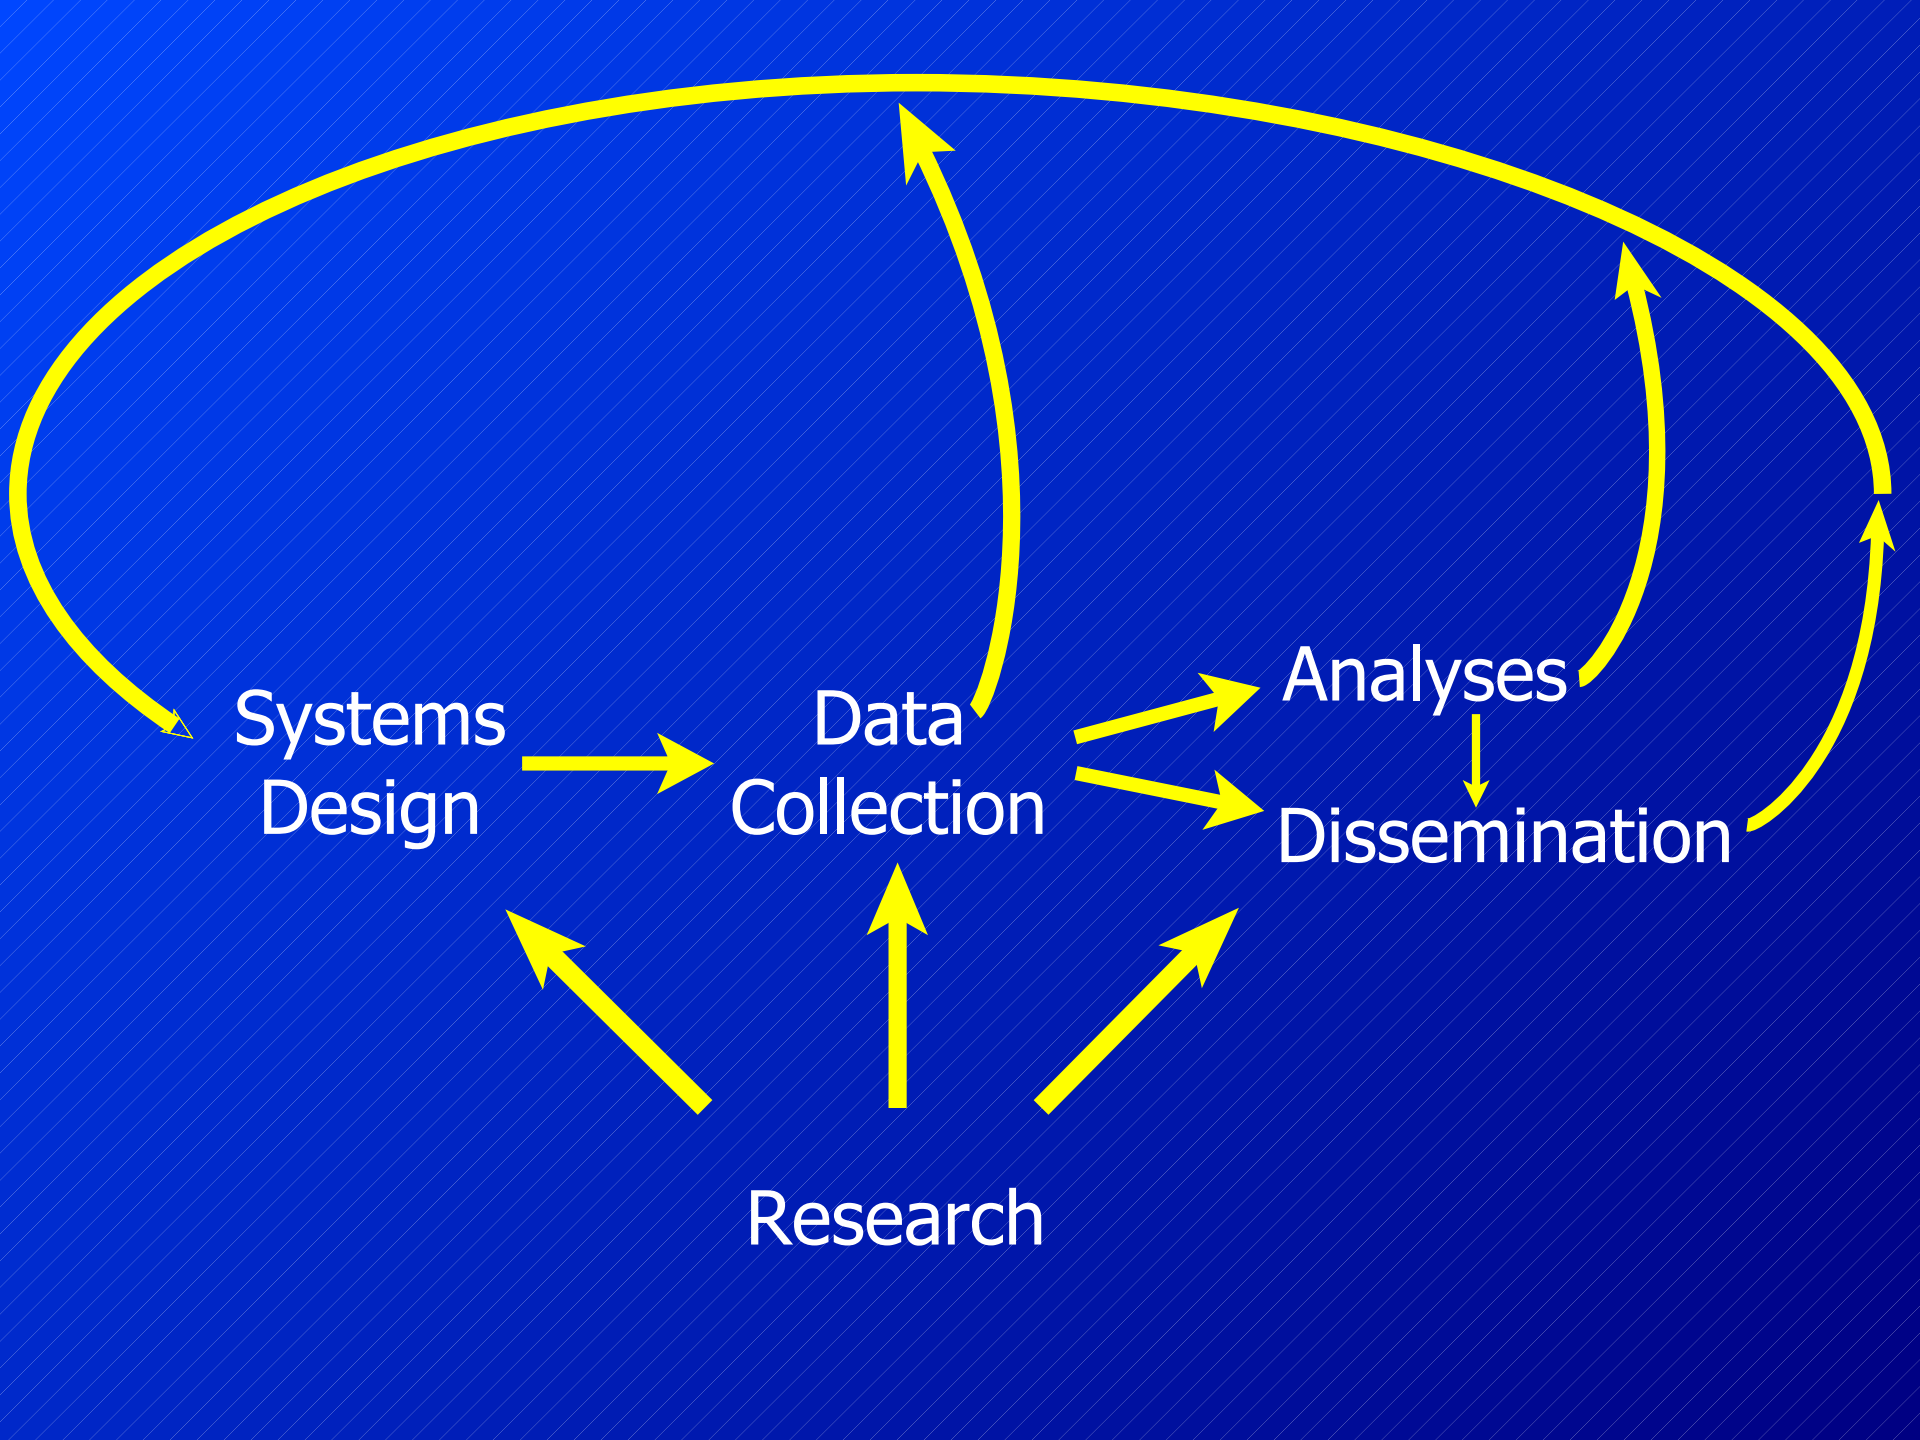 Systems
Design
Data
Collection
Analyses
Dissemination
Research